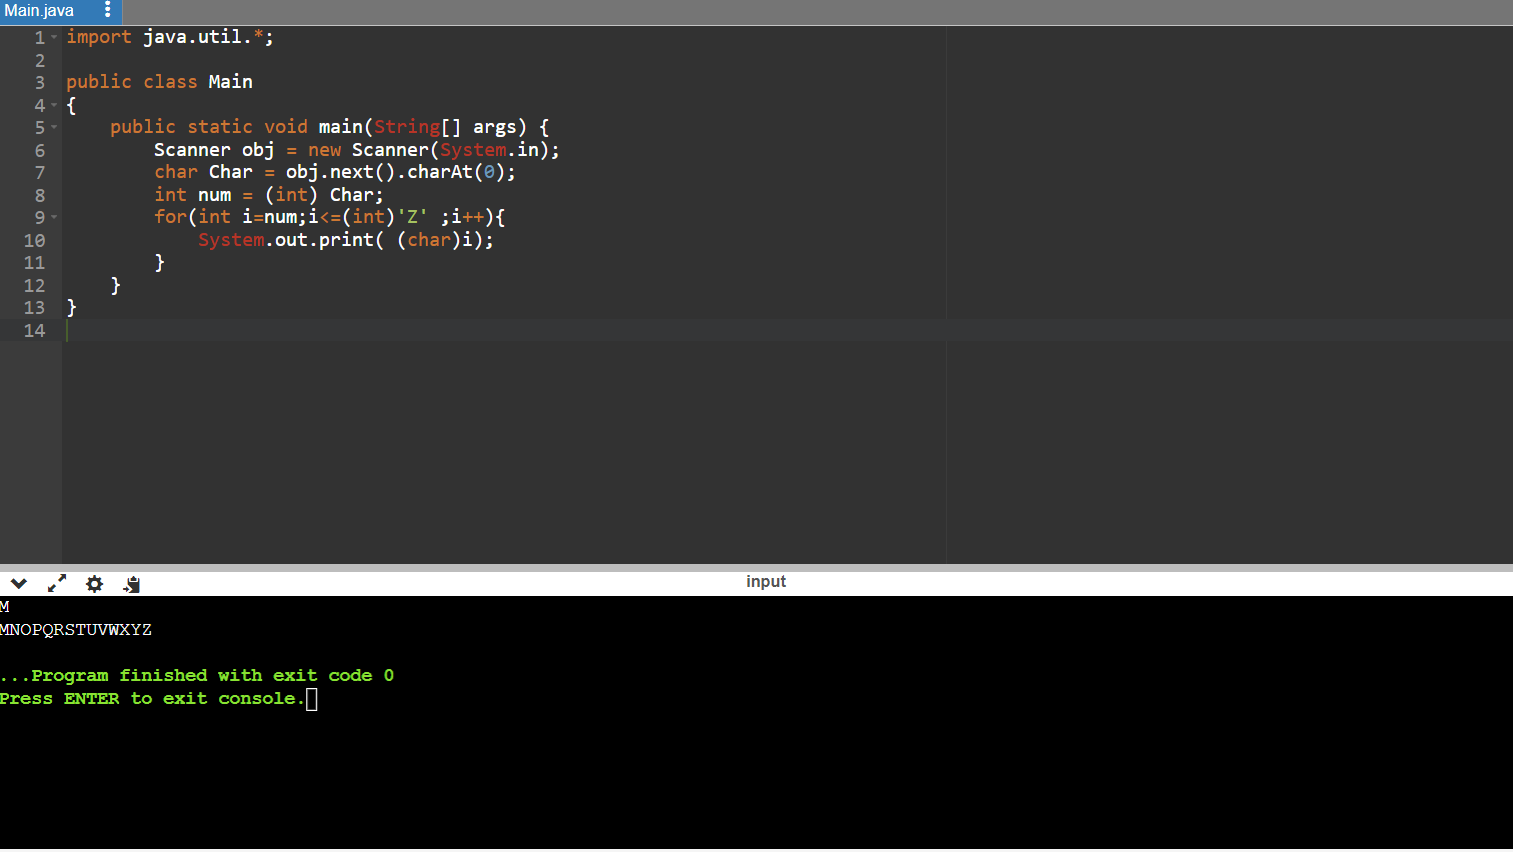 Main.java
1 import java.util.*;
2
3 public class Main
4 {
5     public static void main(String[] args) {
6         Scanner obj = new Scanner(System.in);
7         char Char = obj.next().charAt(0);
8         int num = (int) Char;
9         for(int i=num;i<=(int)'Z' ;i++){
10             System.out.print( (char)i);
11         }
12     }
13 }
14
input
M
MNOPQRSTUVWXYZ
...Program finished with exit code 0
Press ENTER to exit console.